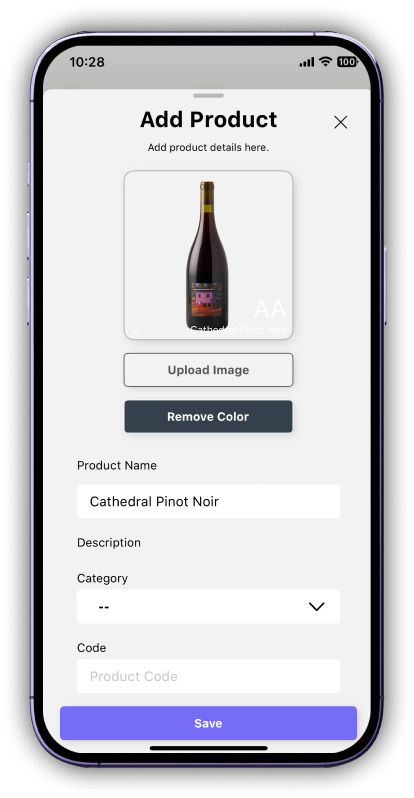 10:28
100
Add Product
Add product details here.
AA
Cathedral Pinot Noir
Upload Image
Remove Color
Product Name
Cathedral Pinot Noir
Description
Category
--
Code
Product Code
Save